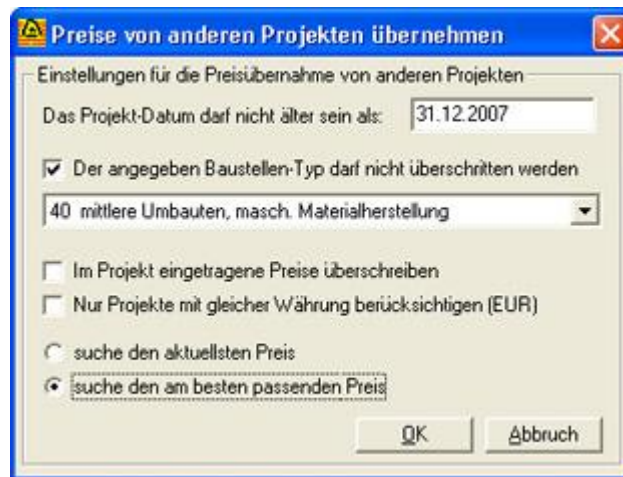 Preise von anderen Projekten übernehmen
Einstellungen für die Preisübernahme von anderen Projekten
Das Projekt-Datum darf nicht älter sein als: 31.12.2007
Der angegeben Baustellen-Typ darf nicht überschritten werden
40 mittlere Umbauten, masch. Materialherstellung
Im Projekt eingetragene Preise überschreiben
Nur Projekte mit gleicher Währung berücksichtigen (EUR)
suche den aktuellsten Preis
suche den am besten passenden Preis
OK Abbruch